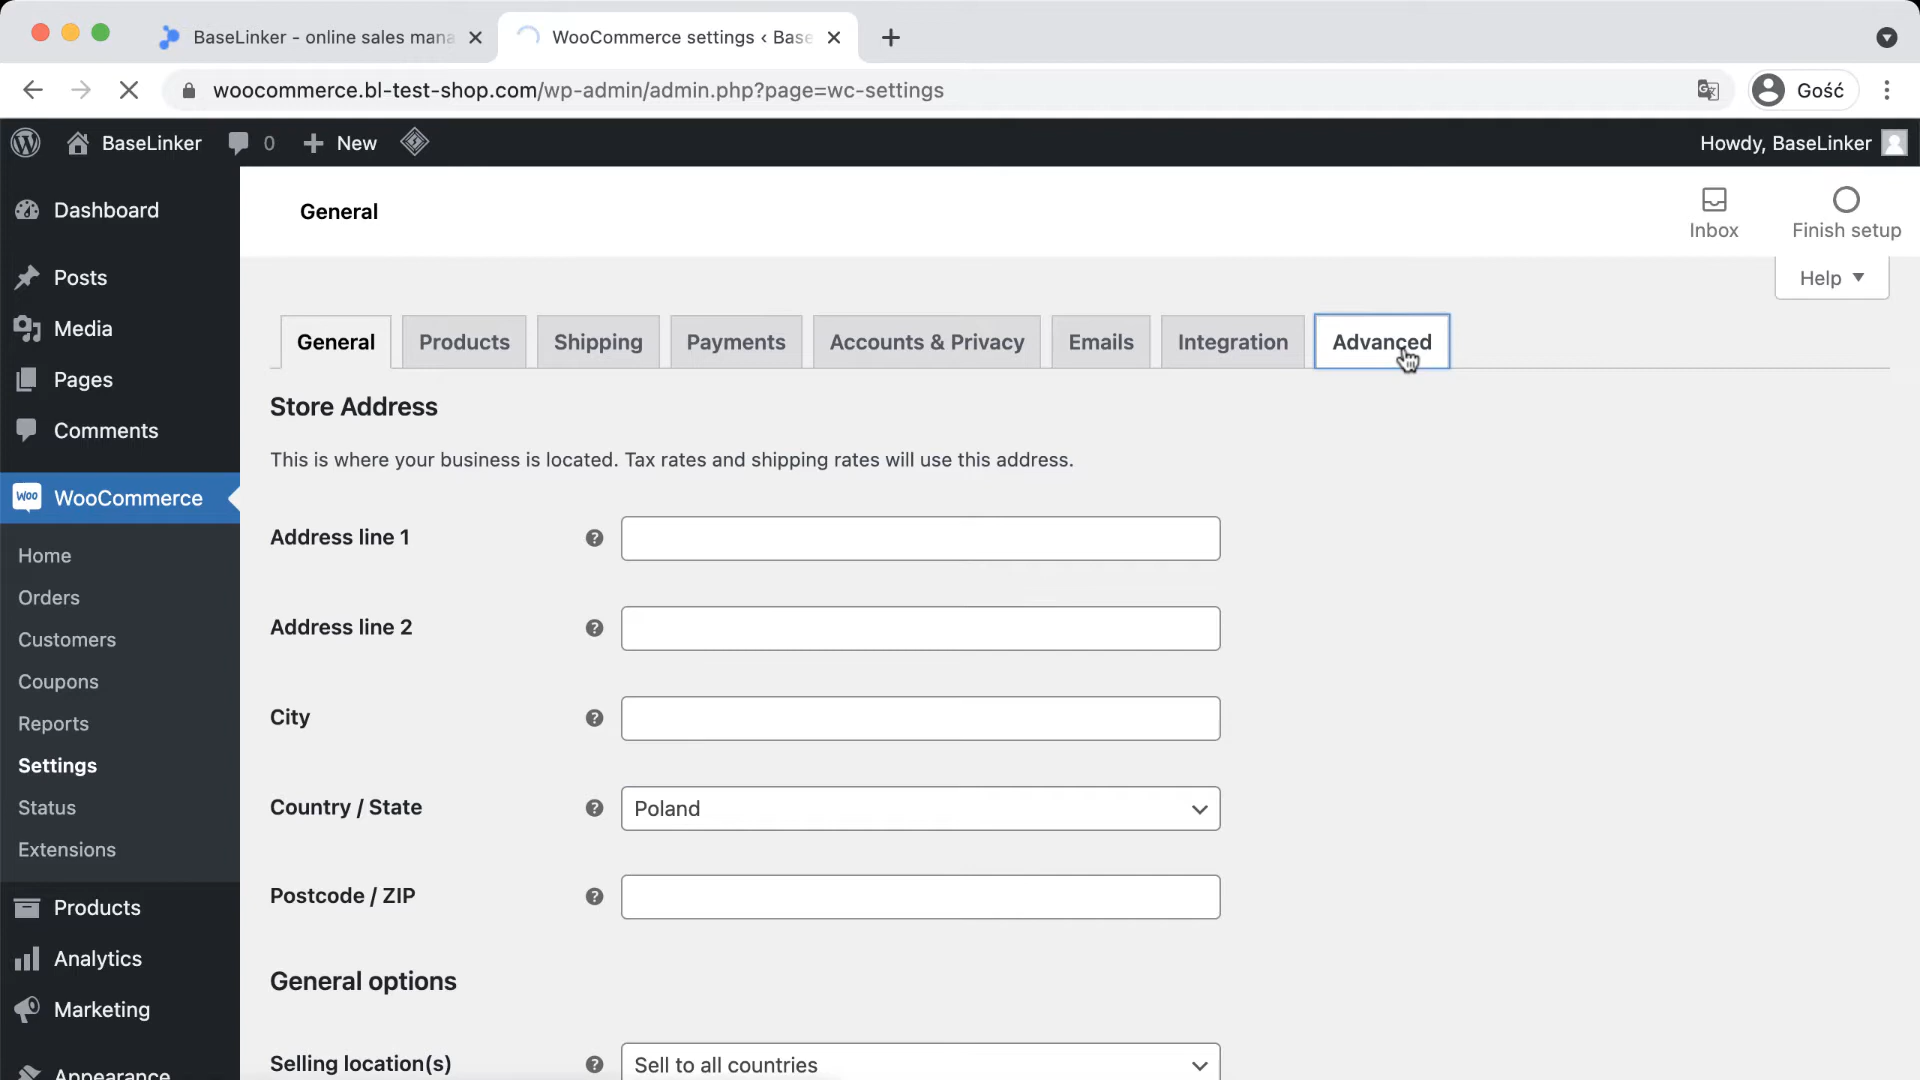 BaseLinker - online sales mana
WooCommerce settings ‹ Base
woocommerce.bl-test-shop.com/wp-admin/admin.php?page=wc-settings
Gość
BaseLinker
0
New
Howdy, BaseLinker
Dashboard
Posts
Media
Pages
Comments
Woo
WooCommerce
Home
Orders
Customers
Coupons
Reports
Settings
Status
Extensions
Products
Analytics
Marketing
Appearance
General
Inbox
Finish setup
Help
General
Products
Shipping
Payments
Accounts & Privacy
Emails
Integration
Advanced
Store Address
This is where your business is located. Tax rates and shipping rates will use this address.
Address line 1
Address line 2
City
Country / State
Poland
Postcode / ZIP
General options
Selling location(s)
Sell to all countries